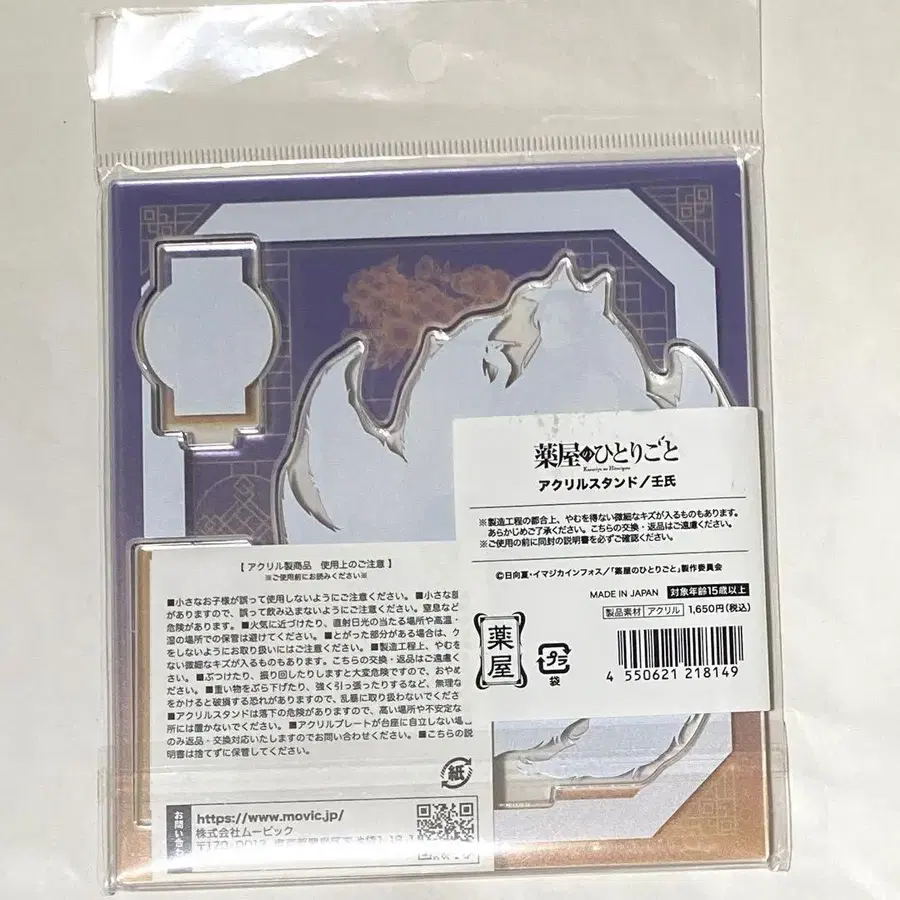 薬屋のひとりごと
Kusuriya no Hitorigoto
アクリルスタンド／壬氏
※製造工程の都合上、やむを得ない微細なキズが入るものもあります。
あらかじめご了承ください。こちらの交換・返品はご遠慮ください。
※ご使用の前に同封の説明書を必ずご確認ください。
©日向夏・イマジカインフォス/「薬屋のひとりごと」製作委員会
MADE IN JAPAN 対象年齢15歳以上
製品素材 アクリル 1,650円(税込)
薬屋
プラ
袋
4 550621 218149
【 アクリル製商品 使用上のご注意 】
※ご使用前にお読みください※
■小さなお子様が誤って使用しないようにご注意ください。■小さな部
がありますので、誤って飲み込まないようにご注意ください。窒息など
危険があります。■火気に近づけたり、直射日光の当たる場所や高温・
湿の場所での保管は避けてください。■とがった部分がある場合は、ケ
をしないようにお取り扱いにはご注意ください。■製造工程上、やむを
ない微細なキズが入るものもあります。こちらの交換・返品はご遠慮く
さい。■ぶつけたり、振り回したりしますと大変危険ですので、おやめ
ださい。■重い物をぶら下げたり、強く引っ張ったりするなど、無理な
をかけると破損する恐れがありますので、乱暴に取り扱わないでくださ
■アクリルスタンドは落下の危険がありますので、高い場所や不安定な
所には置かないでください。■アクリルプレートが台座に自立しない場
のみ返品・交換対応いたしますのでお問い合わせください。■こちらの説
明書は捨てずに保管してください。
紙
お問い合わ
https://www.movic.jp/
株式会社ムービック